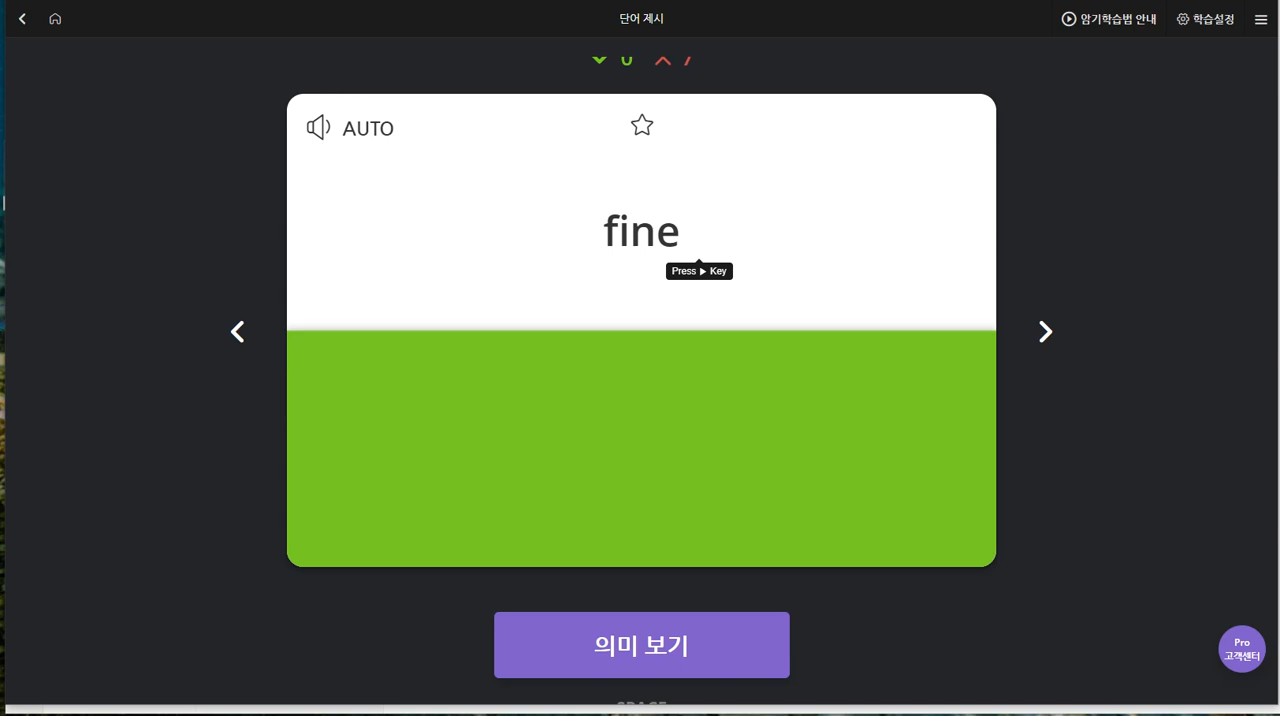 단어 제시
암기학습법 안내
학습설정
AUTO
fine
Press ▶ Key
의미 보기
Pro
고객센터